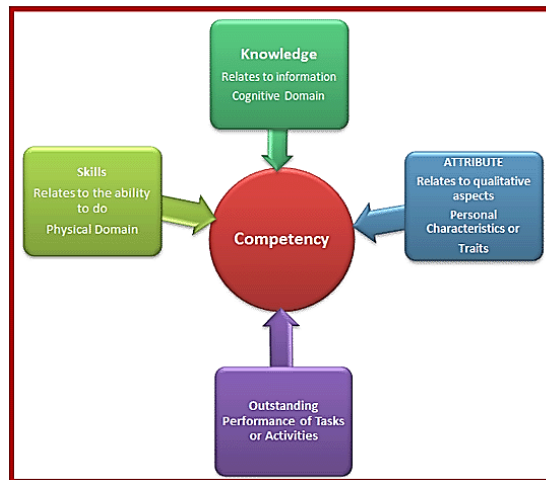 Knowledge
Relates to information
Cognitive Domain
Skills
Relates to the ability to
do
Physical Domain
ATTRIBUTE
Relates to qualitative
aspects
Personal
Characteristics or
Traits
Competency
Outstanding
Performance of Tasks
or Activities